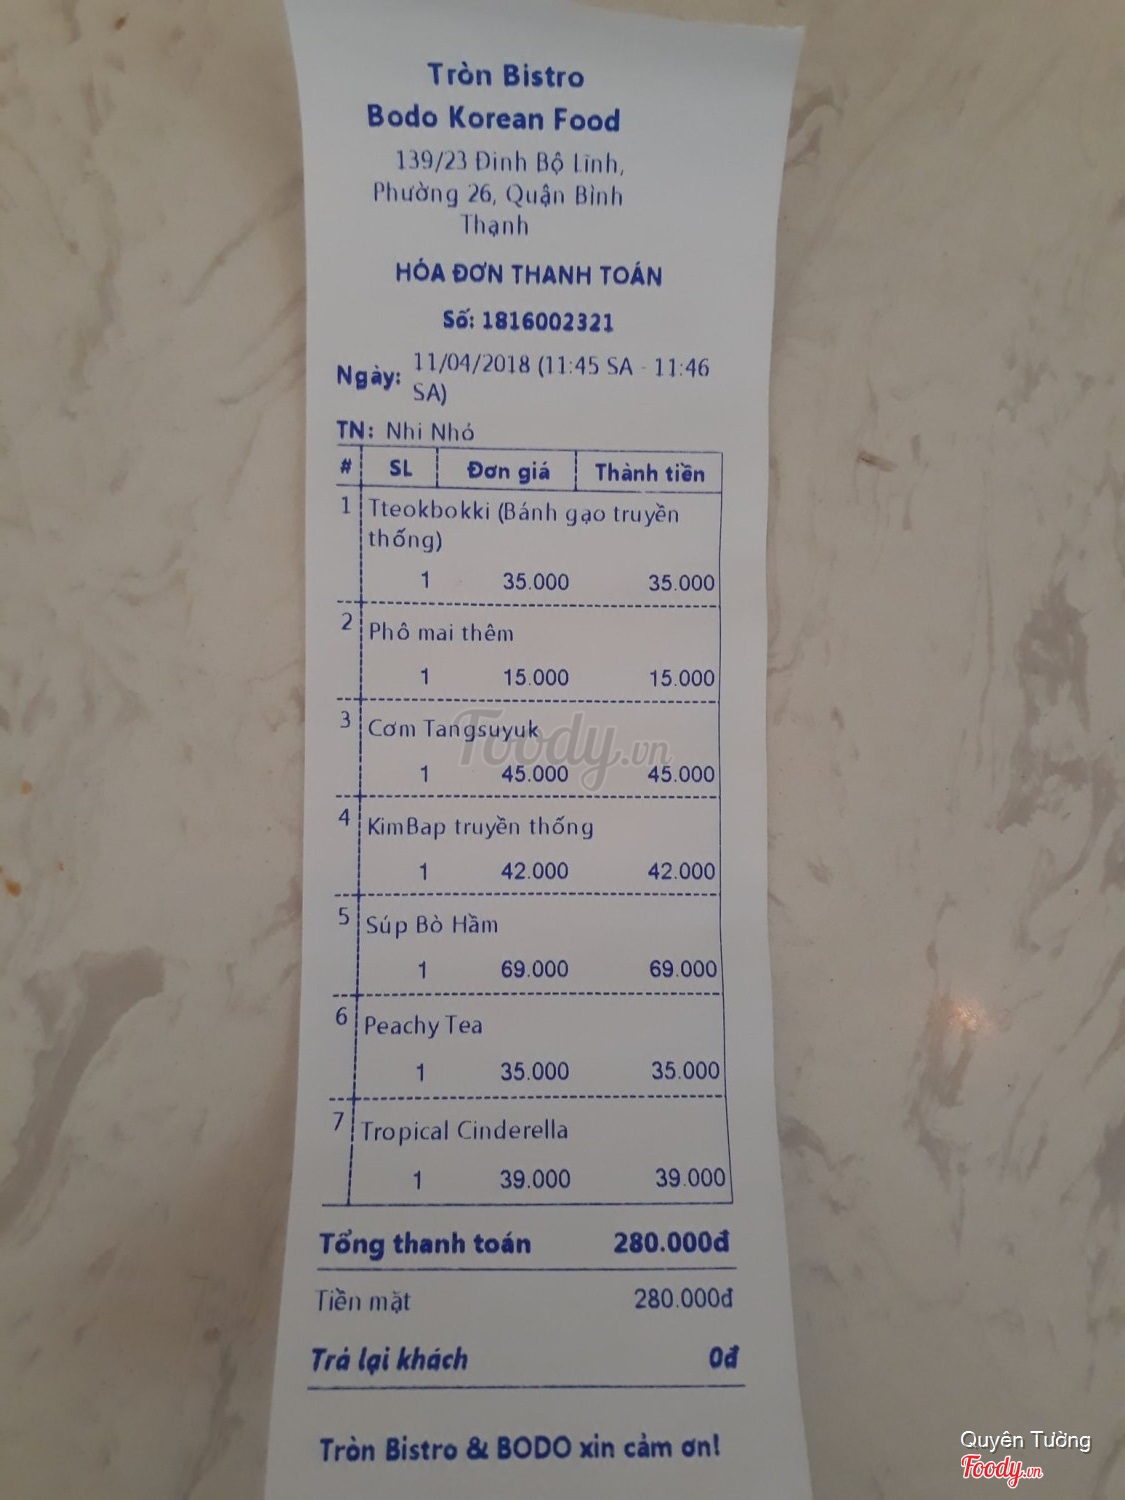 Tròn Bistro
Bodo Korean Food
139/23 Đinh Bộ Lĩnh,
Phường 26, Quận Bình
Thạnh
HÓA ĐƠN THANH TOÁN
Số: 1816002321
Ngày: 11/04/2018 (11:45 SA - 11:46
SA)
TN: Nhi Nhỏ
# SL Đơn giá Thành tiền
1 Tteokbokki (Bánh gạo truyền
thống)
1 35.000 35.000
2 Phô mai thêm
1 15.000 15.000
3 Cơm Tangsuyuk
1 45.000 45.000
4 KimBap truyền thống
1 42.000 42.000
5 Súp Bò Hầm
1 69.000 69.000
6 Peachy Tea
1 35.000 35.000
7 Tropical Cinderella
1 39.000 39.000
Tổng thanh toán 280.000đ
Tiền mặt 280.000đ
Trả lại khách 0đ
Tròn Bistro & BODO xin cảm ơn!
Foody.vn
Quyên Tường
Foody.vn